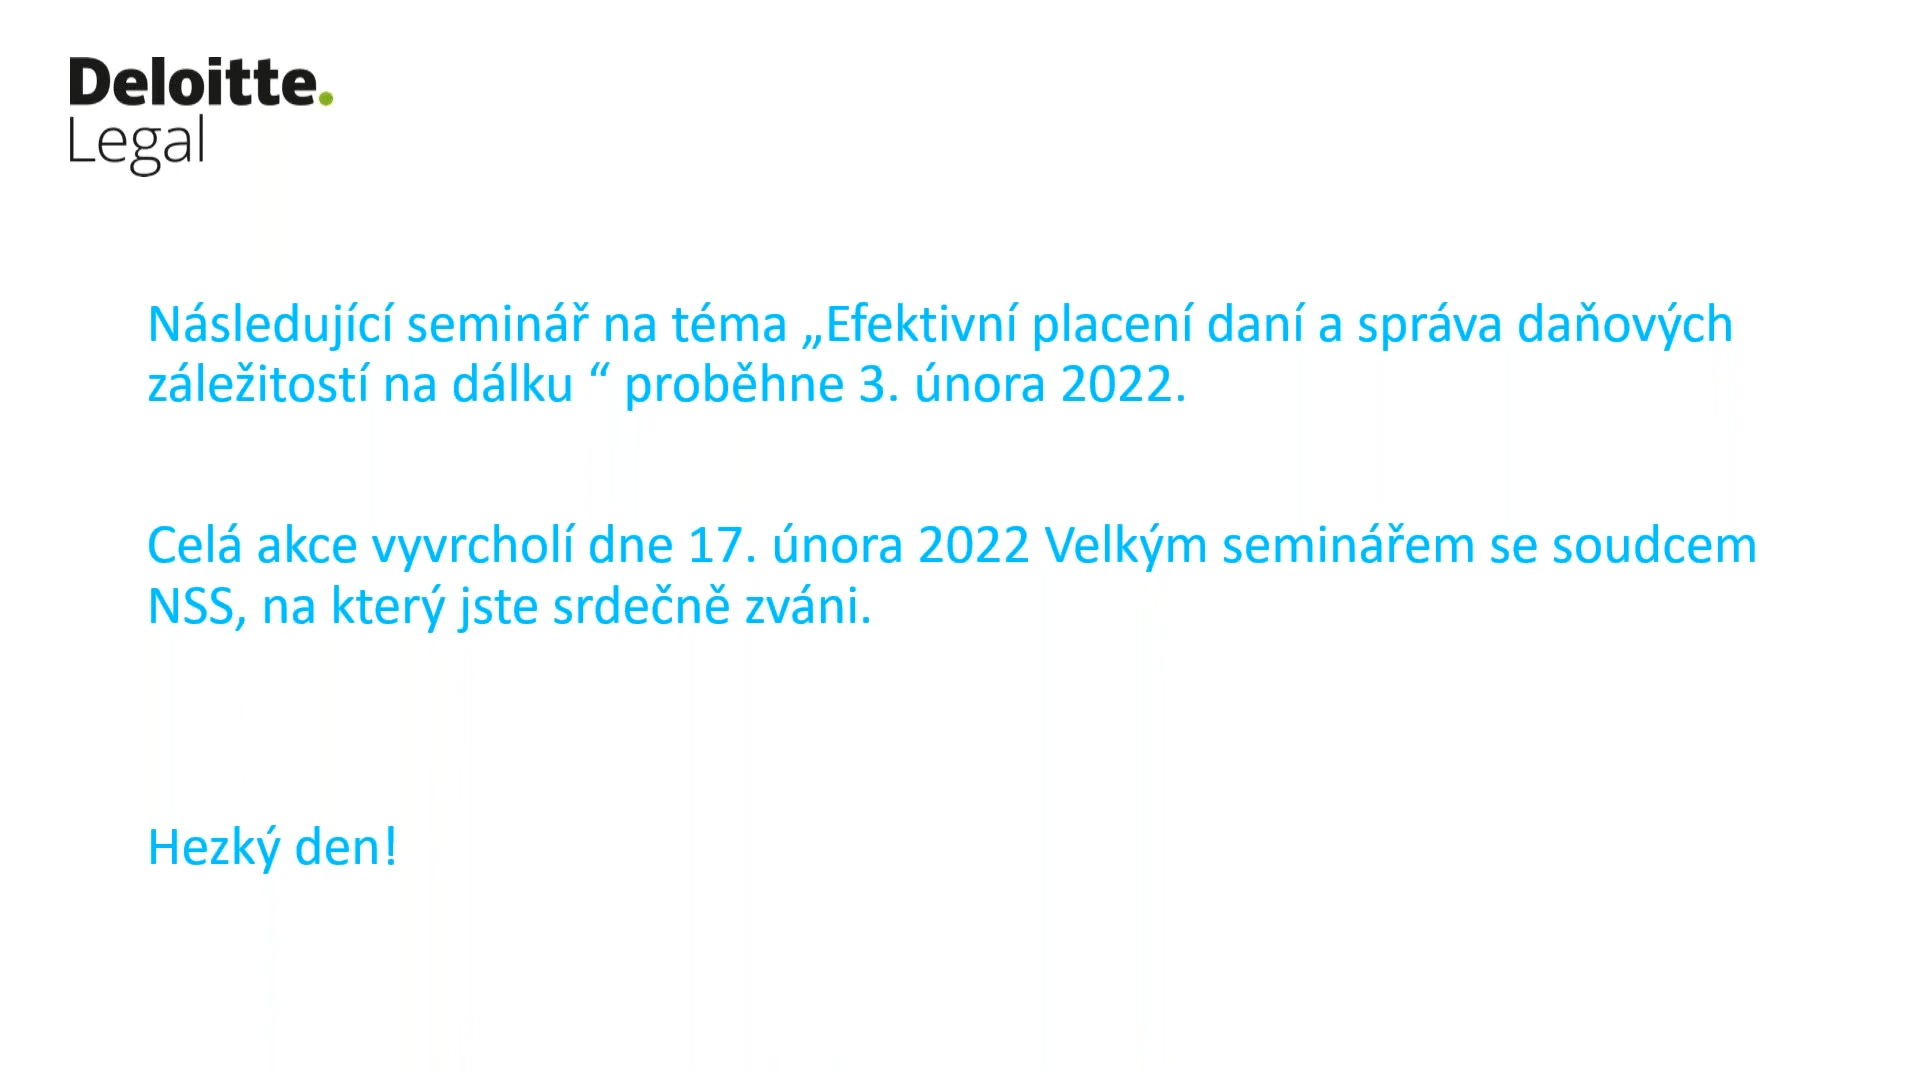 Deloitte.
Legal
Následující seminář na téma „Efektivní placení daní a správa daňových
záležitostí na dálku “ proběhne 3. února 2022.
Celá akce vyvrcholí dne 17. února 2022 Velkým seminářem se soudcem
NSS, na který jste srdečně zváni.
Hezký den!